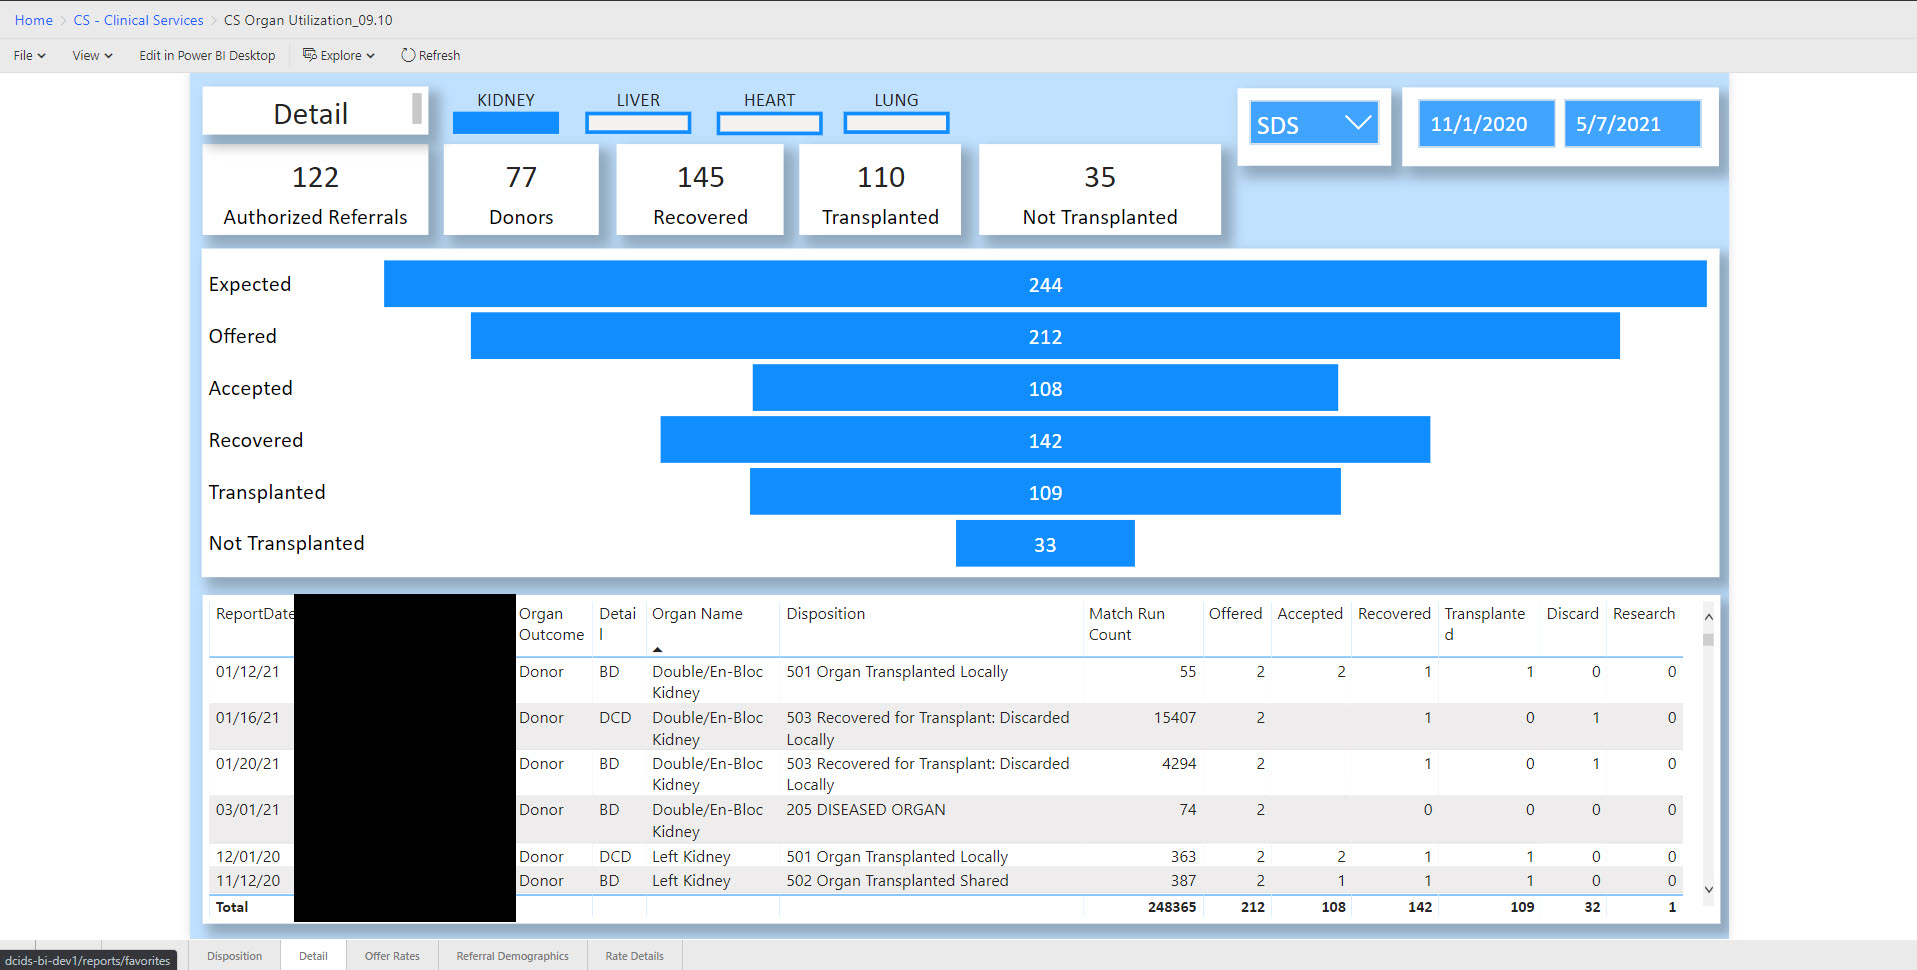 Home > CS - Clinical Services > CS Organ Utilization_09.10
File View Edit in Power BI Desktop Explore Refresh
Detail
KIDNEY LIVER HEART LUNG
SDS
11/1/2020 5/7/2021
122 77 145 110 35
Authorized Referrals Donors Recovered Transplanted Not Transplanted
Expected 244
Offered 212
Accepted 108
Recovered 142
Transplanted 109
Not Transplanted 33
ReportDate Organ Detai Organ Name Disposition Match Run Offered Accepted Recovered Transplante Discard Research
Outcome l Count d
01/12/21 Donor BD Double/En-Bloc 501 Organ Transplanted Locally 55 2 2 1 1 0 0
Kidney
01/16/21 Donor DCD Double/En-Bloc 503 Recovered for Transplant: Discarded 15407 2 1 0 1 0
Kidney Locally
01/20/21 Donor BD Double/En-Bloc 503 Recovered for Transplant: Discarded 4294 2 1 0 1 0
Kidney Locally
03/01/21 Donor BD Double/En-Bloc 205 DISEASED ORGAN 74 2 0 0 0 0
Kidney
12/01/20 Donor DCD Left Kidney 501 Organ Transplanted Locally 363 2 2 1 1 0 0
11/12/20 Donor BD Left Kidney 502 Organ Transplanted Shared 387 2 1 1 1 0 0
Total 248365 212 108 142 109 32 1
dcids-bi-dev1/reports/favorites Disposition Detail Offer Rates Referral Demographics Rate Details